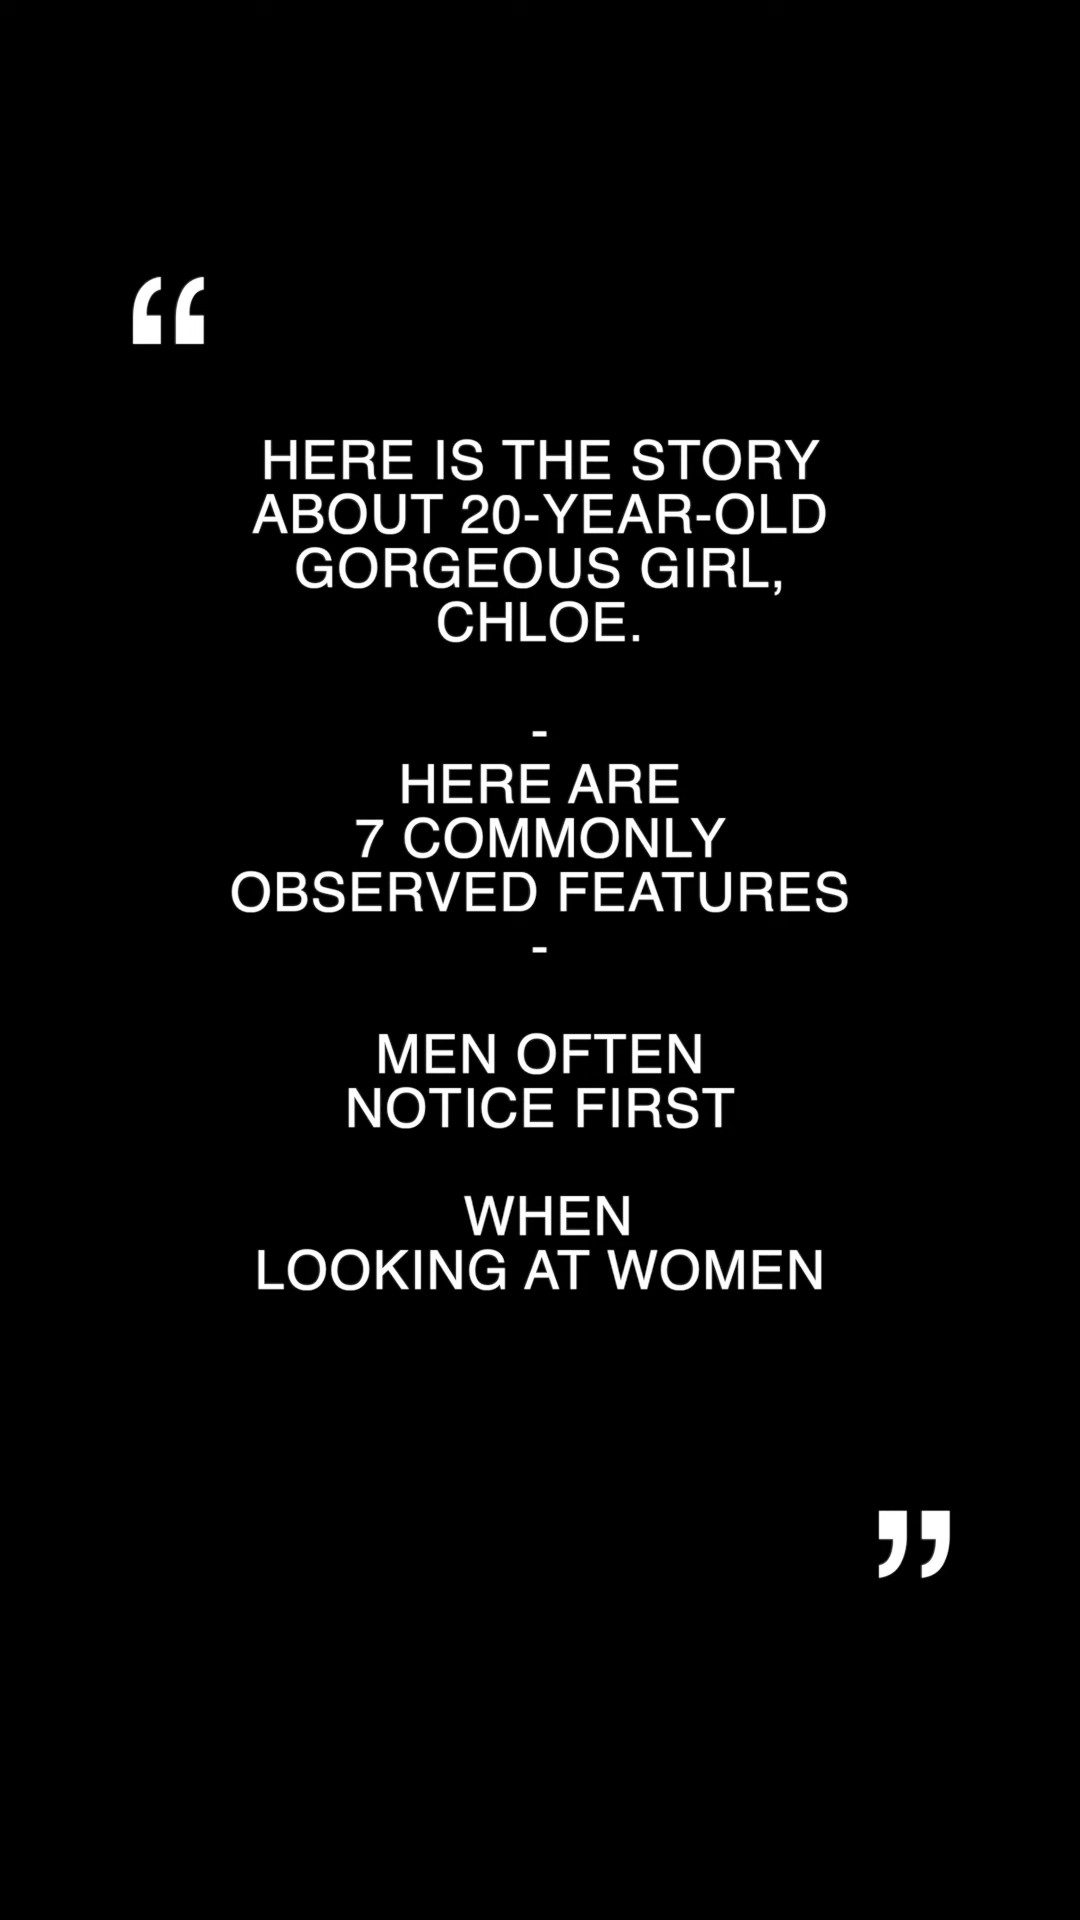 “
HERE IS THE STORY
ABOUT 20-YEAR-OLD
GORGEOUS GIRL,
CHLOE.
-
HERE ARE
7 COMMONLY
OBSERVED FEATURES
-
MEN OFTEN
NOTICE FIRST
WHEN
LOOKING AT WOMEN
”